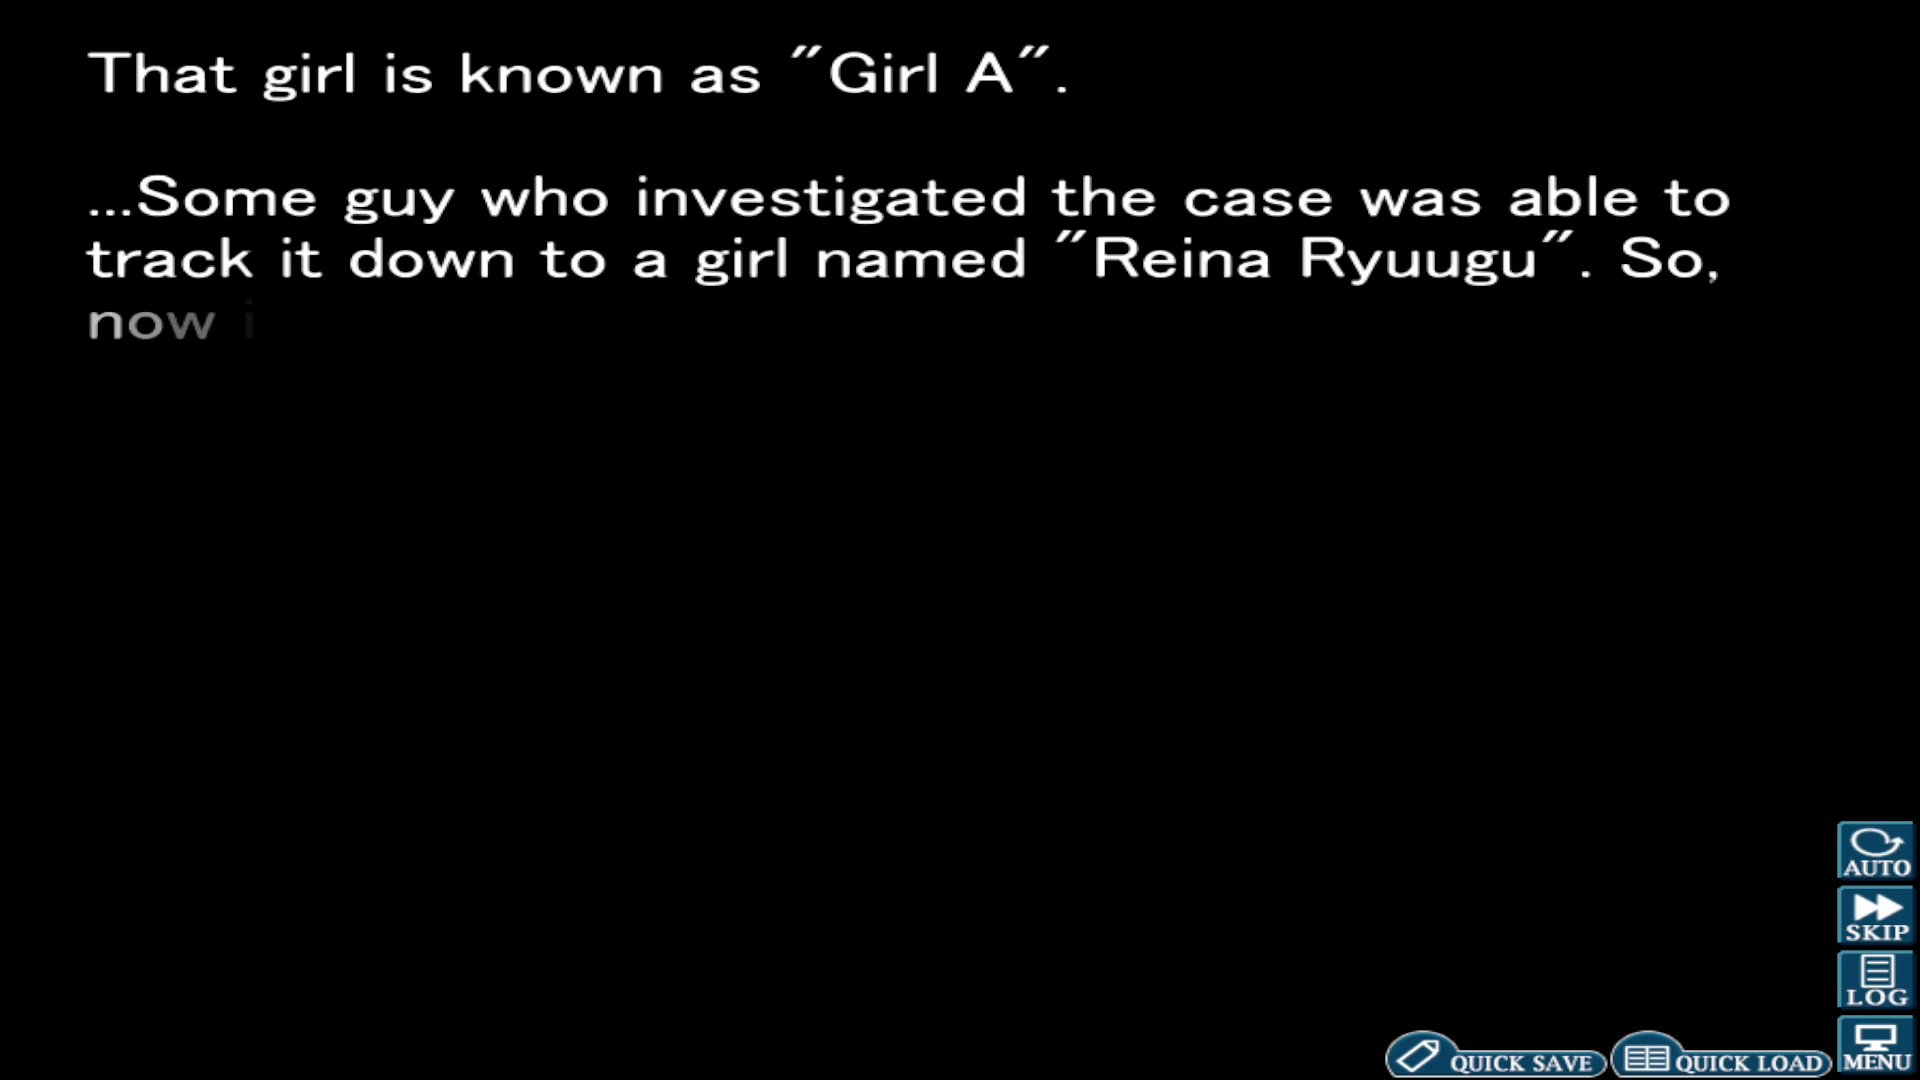 That girl is known as "Girl A".
...Some guy who investigated the case was able to
track it down to a girl named "Reina Ryuugu". So,
now i
AUTO
SKIP
LOG
QUICK SAVE
QUICK LOAD
MENU